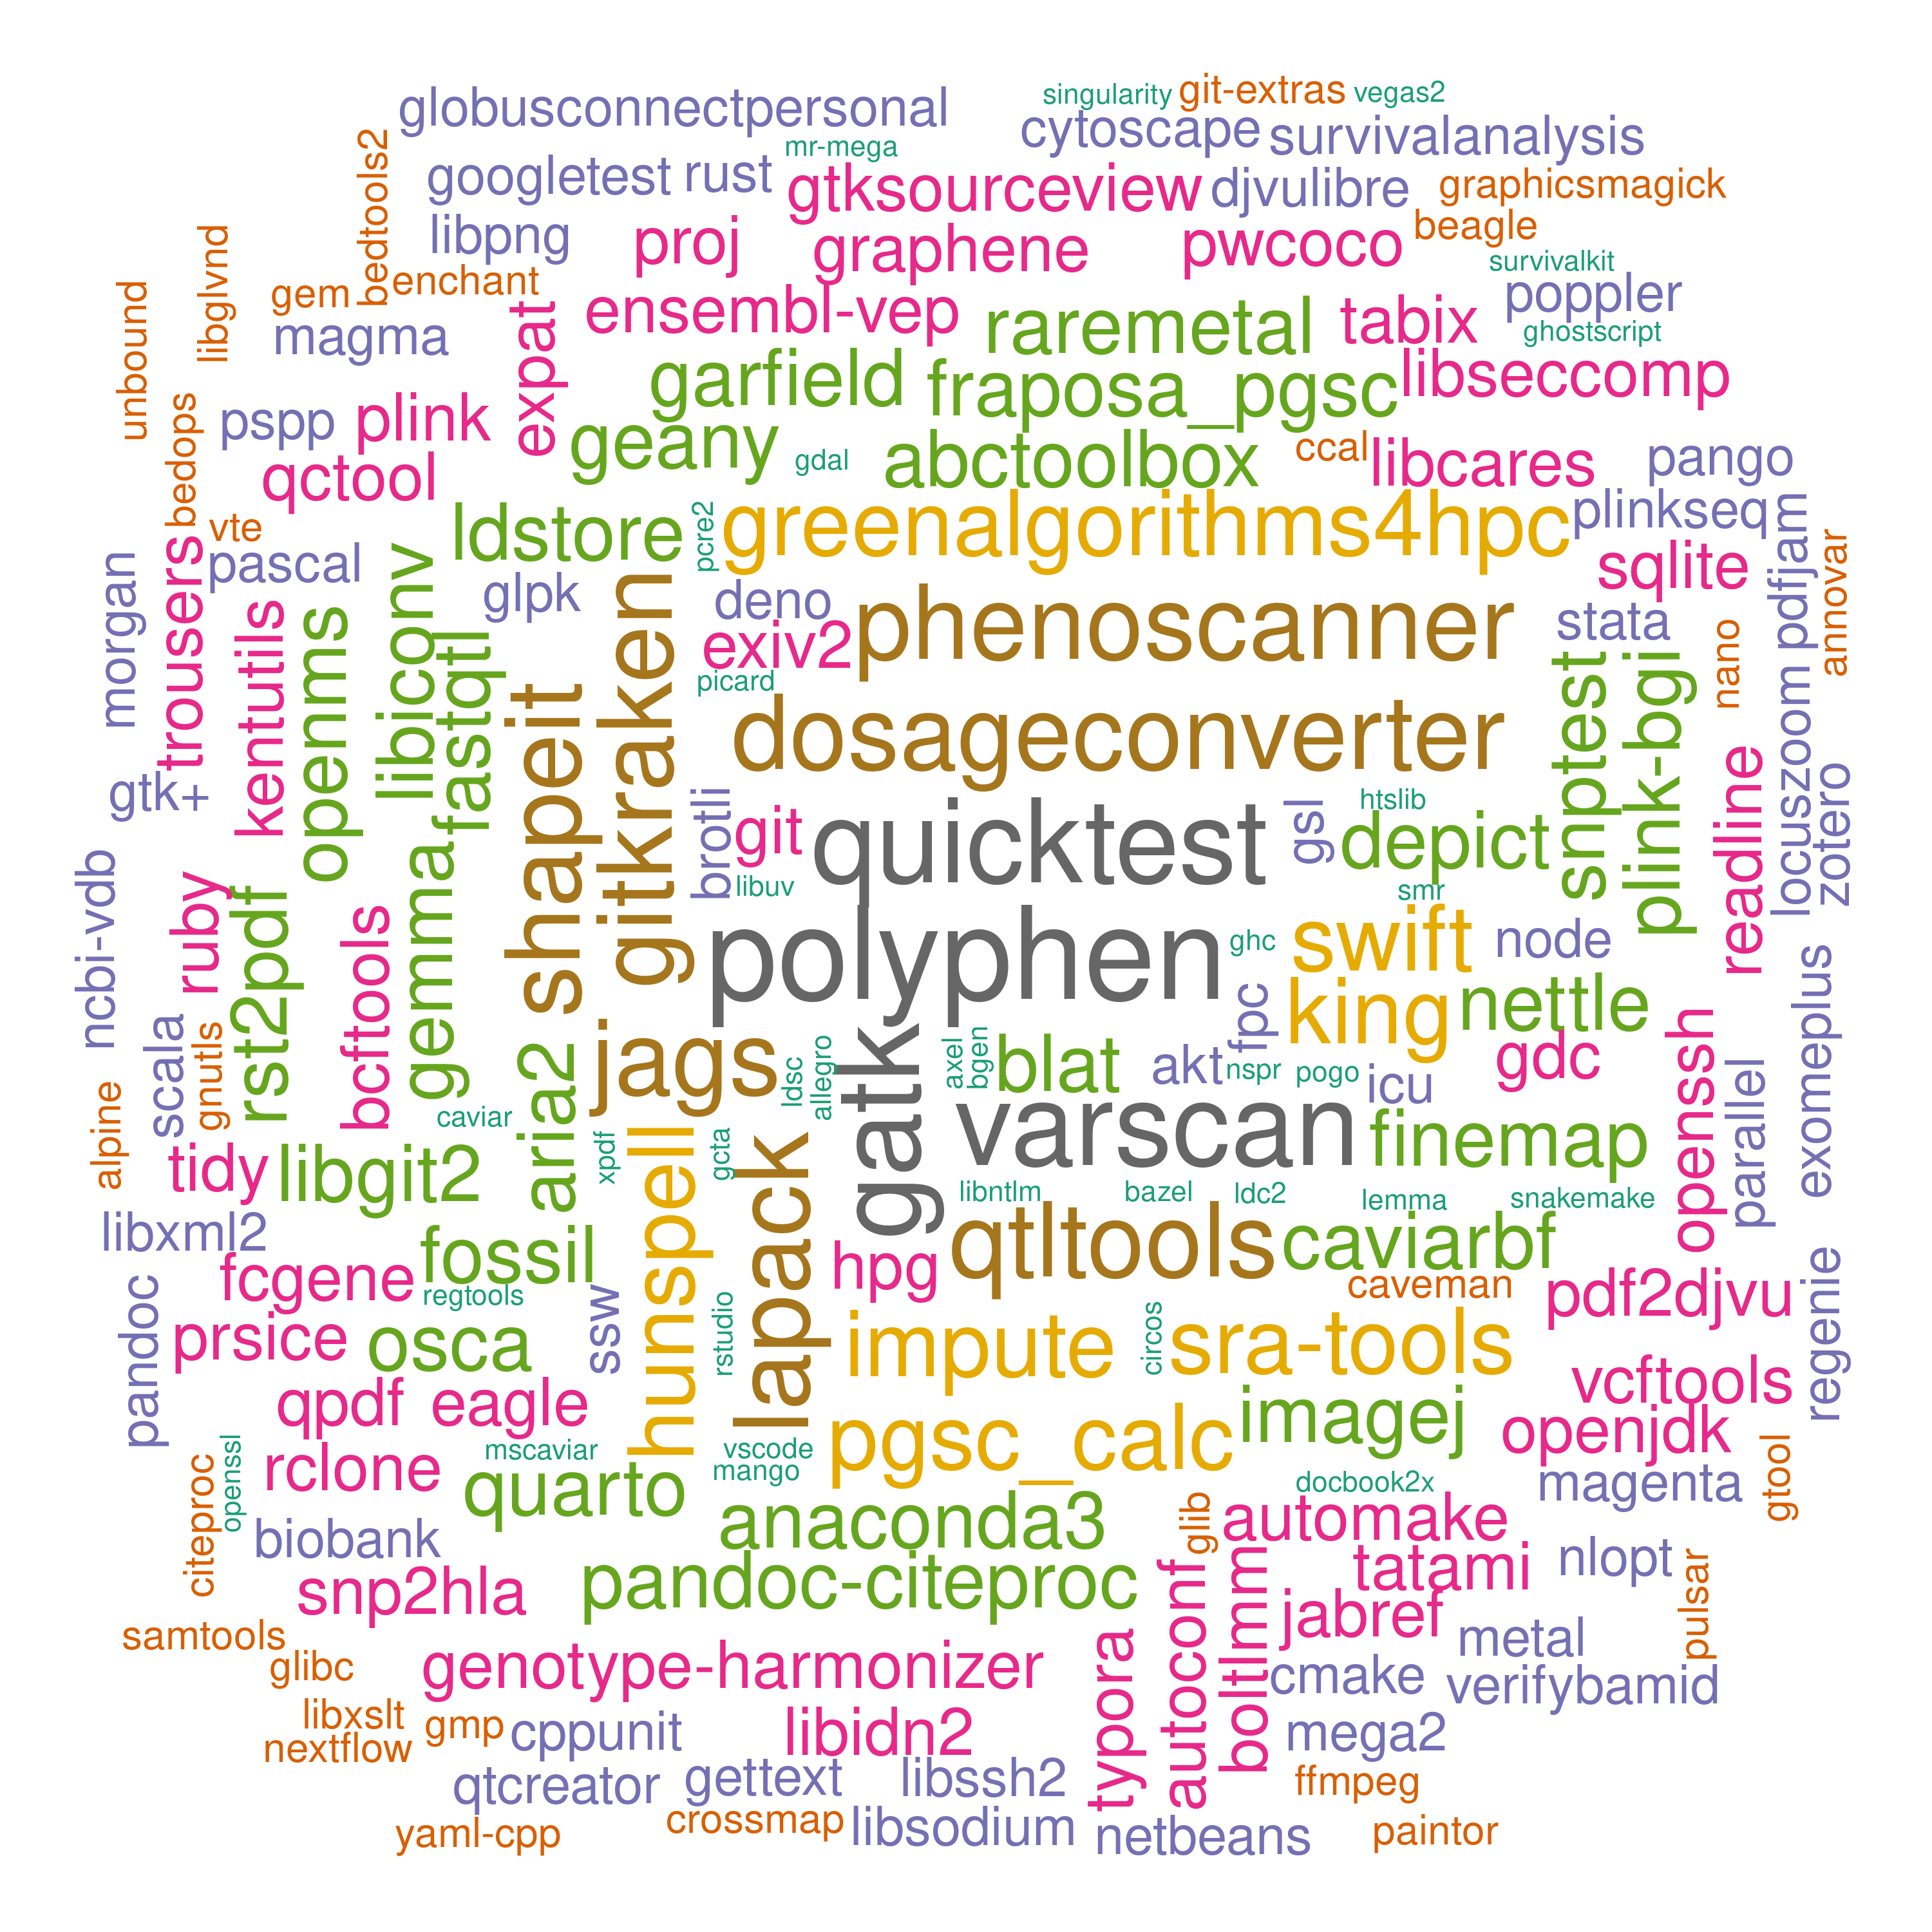 singularity
git-extras
vegas2
globusconnectpersonal
cytoscape
survivalanalysis
mr-mega
bedtools2
googletest
rust
gtksourceview
djvulibre
graphicsmagick
libpng
proj
graphene
pwcoco
beagle
libglvnd
unbound
gem
enchant
survivalkit
magma
expat
ensembl-vep
raremetal
tabix
poppler
ghostscript
garfield
fraposa_pgsc
libseccomp
bedops
pspp
plink
geany
gdal
abctoolbox
ccal
libcares
pango
qctool
vte
ldstore
pcre2
greenalgorithms4hpc
plinkseq
pdfjam
annovar
morgan
trousers
pascal
kentutils
openms
libiconv
fastqtl
glpk
deno
phenoscanner
sqlite
stata
nano
exiv2
picard
shapeit
gitkraken
dosageconverter
snptest
plink-bgi
locuszoom
zotero
readline
gtk+
brotli
git
libuv
quicktest
gsl
htslib
depict
smr
ncbi-vdb
ruby
rst2pdf
bcftools
gemma
polyphen
ghc
swift
node
exomeplus
scala
gnutls
alpine
caviar
aria2
jags
ldsc
allegro
gatk
axel
bgen
blat
akt
fpc
nspr
king
pogo
icu
nettle
gdc
openssh
parallel
tidy
libgit2
xpdf
hunspell
gcta
lapack
varscan
finemap
libntlm
bazel
ldc2
lemma
snakemake
libxml2
fossil
hpg
qtltools
caviarbf
caveman
pdf2djvu
regenie
pandoc
fcgene
regtools
prsice
osca
ssw
rstudio
impute
circos
sra-tools
vcftools
qpdf
eagle
mscaviar
vscode
mango
pgsc_calc
imagej
openjdk
citeproc
openssl
rclone
quarto
docbook2x
magenta
gtool
biobank
anaconda3
glib
automake
snp2hla
pandoc-citeproc
autoconf
boltlmm
tatami
nlopt
pulsar
jabref
samtools
glibc
genotype-harmonizer
typora
metal
cmake
verifybamid
libxslt
nextflow
gmp
cppunit
libidn2
mega2
qtcreator
gettext
libssh2
ffmpeg
yaml-cpp
crossmap
libsodium
netbeans
paintor